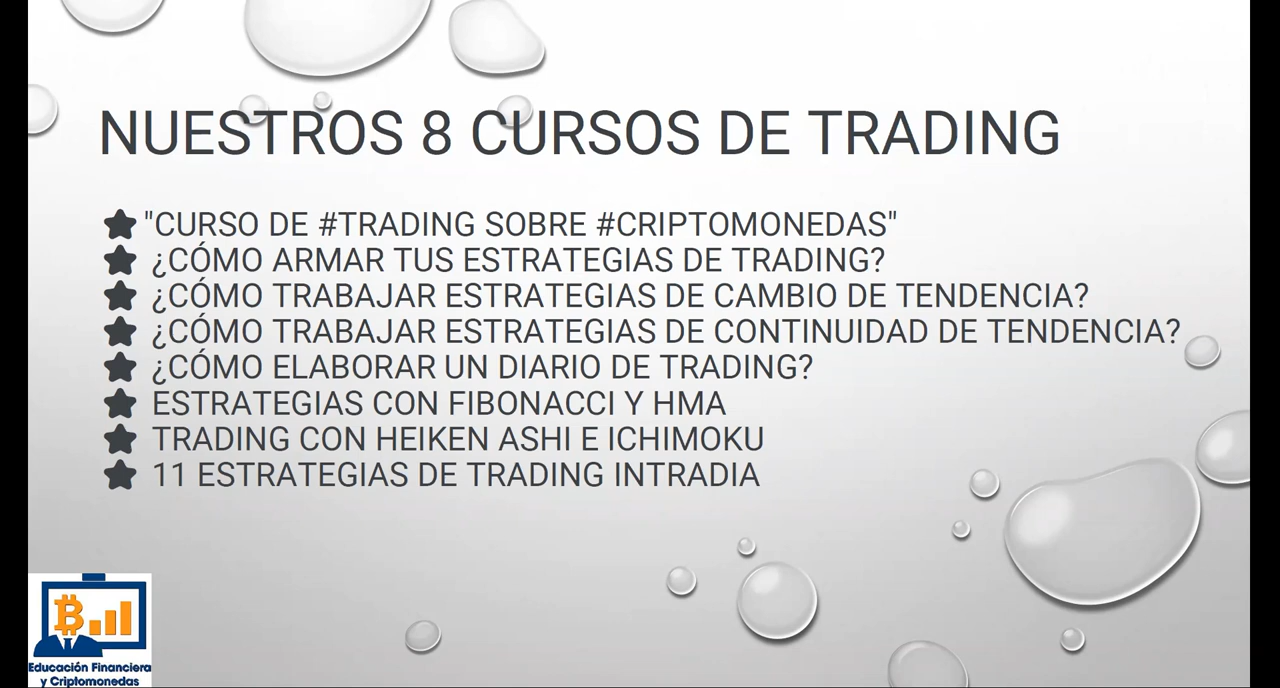 NUESTROS 8 CURSOS DE TRADING
"CURSO DE #TRADING SOBRE #CRIPTOMONEDAS"
¿CÓMO ARMAR TUS ESTRATEGIAS DE TRADING?
¿CÓMO TRABAJAR ESTRATEGIAS DE CAMBIO DE TENDENCIA?
¿CÓMO TRABAJAR ESTRATEGIAS DE CONTINUIDAD DE TENDENCIA?
¿CÓMO ELABORAR UN DIARIO DE TRADING?
ESTRATEGIAS CON FIBONACCI Y HMA
TRADING CON HEIKEN ASHI E ICHIMOKU
11 ESTRATEGIAS DE TRADING INTRADIA
Educación Financiera
y Criptomonedas